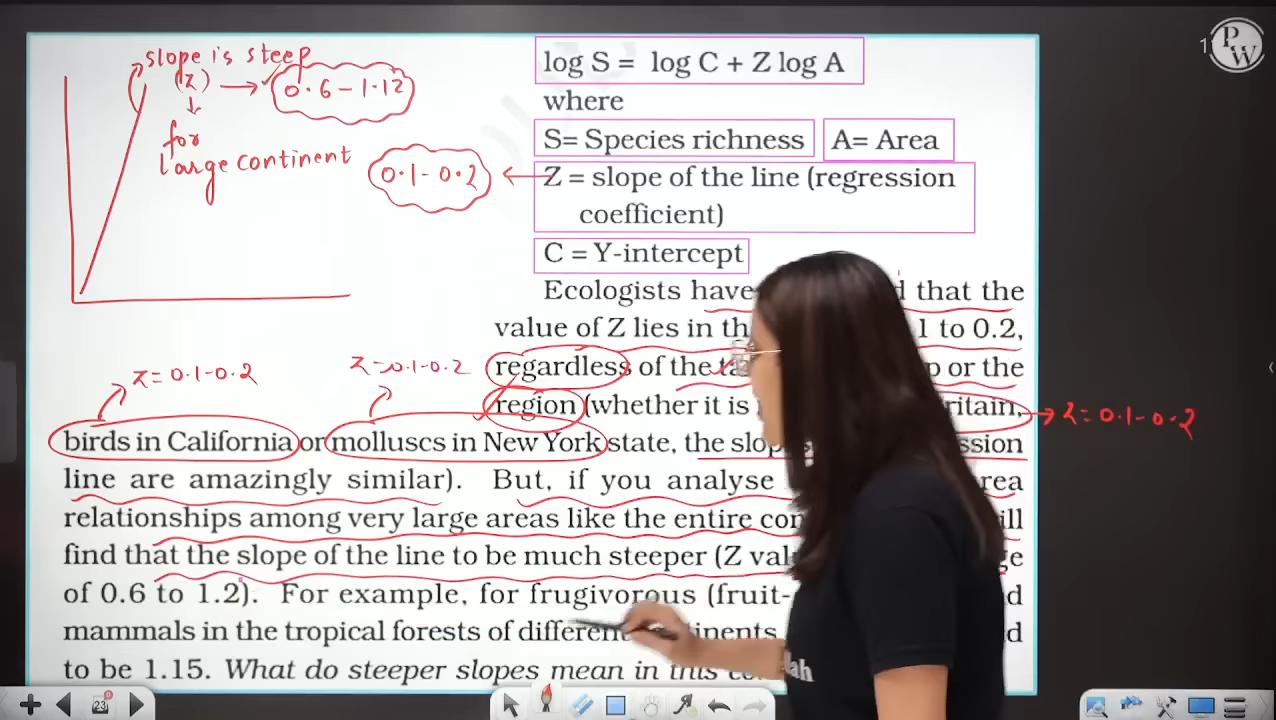 slope is steep
(Z) → 0.6 – 1.12
for
large continent
0.1 – 0.2
log S = log C + Z log A
where
S= Species richness A= Area
Z = slope of the line (regression
coefficient)
C = Y-intercept
Ecologists have d that the
value of Z lies in 1 to 0.2,
regardless of the p or the
region (whether it is ritain,
Z = 0.1 - 0.2
Z = 0.1-0.2
Z = 0.1 - 0.2
birds in California or molluscs in New York state, the ssion
line are amazingly similar). But, if you analyse rea
relationships among very large areas like the entire ill
find that the slope of the line to be much steeper (Z ge
of 0.6 to 1.2). For example, for frugivorous (fruit- d
mammals in the tropical forests of different d
to be 1.15. What do steeper slopes mean in this
PW
1
23
lah